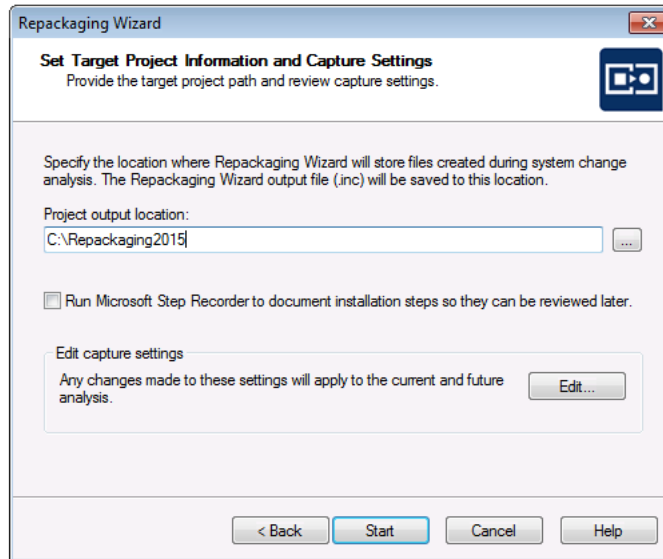 Repackaging Wizard
Set Target Project Information and Capture Settings
Provide the target project path and review capture settings.
Specify the location where Repackaging Wizard will store files created during system change
analysis. The Repackaging Wizard output file (.inc) will be saved to this location.
Project output location:
C:\Repackaging2015
...
Run Microsoft Step Recorder to document installation steps so they can be reviewed later.
Edit capture settings
Any changes made to these settings will apply to the current and future
analysis.
Edit...
< Back
Start
Cancel
Help